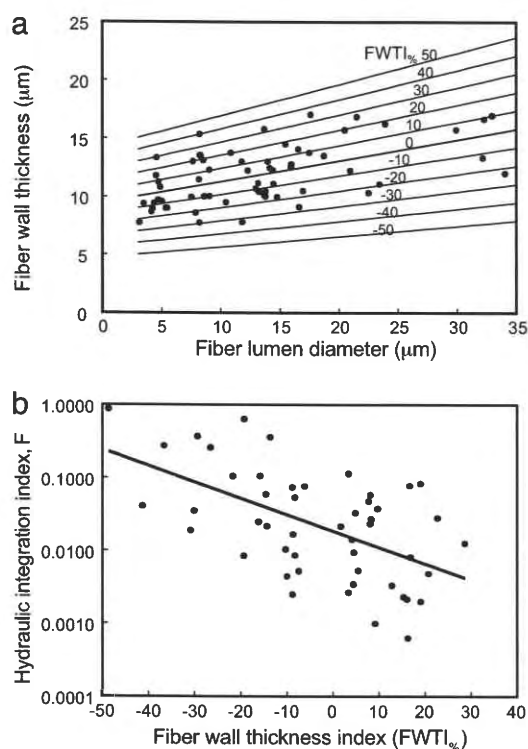 a
25
20
15
10
5
0
Fiber wall thickness (μm)
FWTI% 50
40
30
20
10
0
-10
-20
-30
-40
-50
0 5 10 15 20 25 30 35
Fiber lumen diameter (μm)
b
1.0000
0.1000
0.0100
0.0010
0.0001
Hydraulic integration index, F
-50 -40 -30 -20 -10 0 10 20 30 40
Fiber wall thickness index (FWTI%)